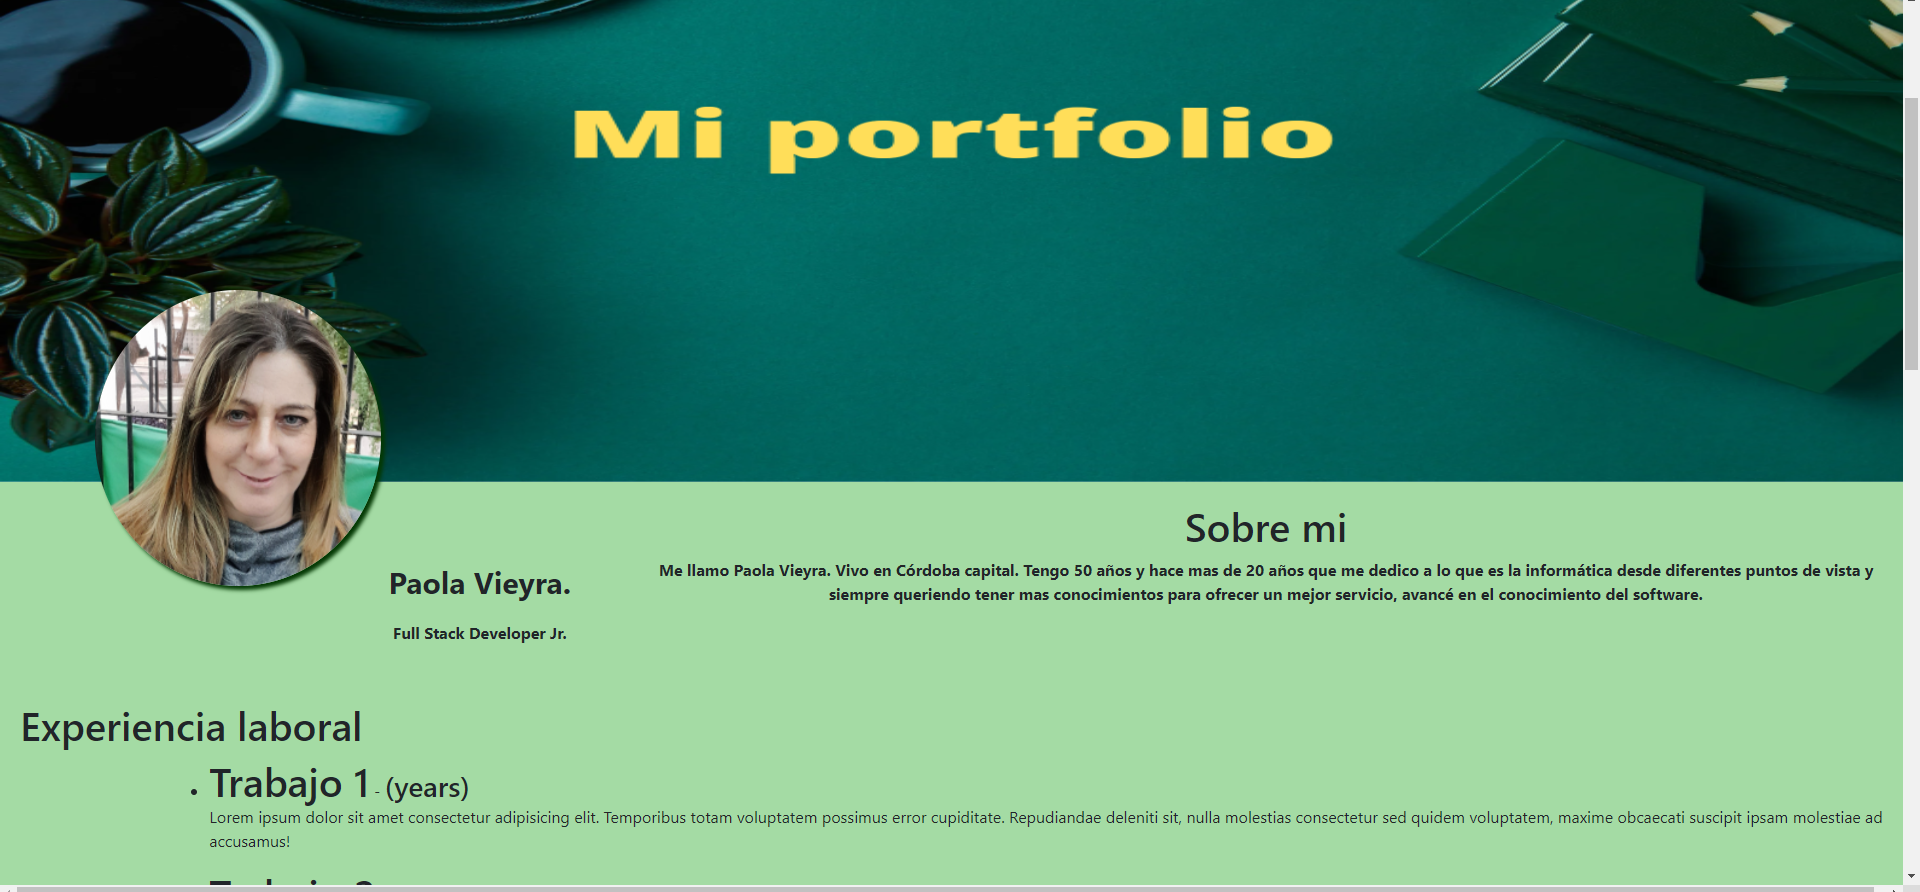 Mi portfolio
Sobre mi
Me llamo Paola Vieyra. Vivo en Córdoba capital. Tengo 50 años y hace mas de 20 años que me dedico a lo que es la informática desde diferentes puntos de vista y
siempre queriendo tener mas conocimientos para ofrecer un mejor servicio, avancé en el conocimiento del software.
Paola Vieyra.
Full Stack Developer Jr.
Experiencia laboral
• Trabajo 1 - (years)
Lorem ipsum dolor sit amet consectetur adipisicing elit. Temporibus totam voluptatem possimus error cupiditate. Repudiandae deleniti sit, nulla molestias consectetur sed quidem voluptatem, maxime obcaecati suscipit ipsam molestiae ad
accusamus!